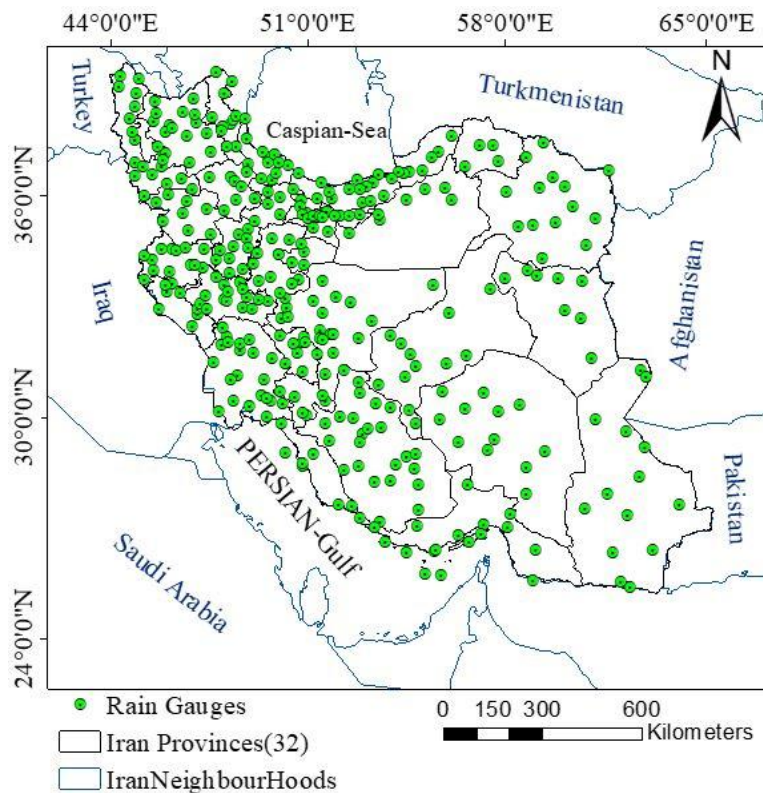 44°0'0"E 51°0'0"E 58°0'0"E 65°0'0"E
N
Turkey
Turkmenistan
Caspian-Sea
36°0'0"N
Iraq
Afghanistan
30°0'0"N
PERSIAN-Gulf
Pakistan
Saudi Arabia
24°0'0"N
Rain Gauges
Iran Provinces(32)
IranNeighbourHoods
0 150 300 600
Kilometers